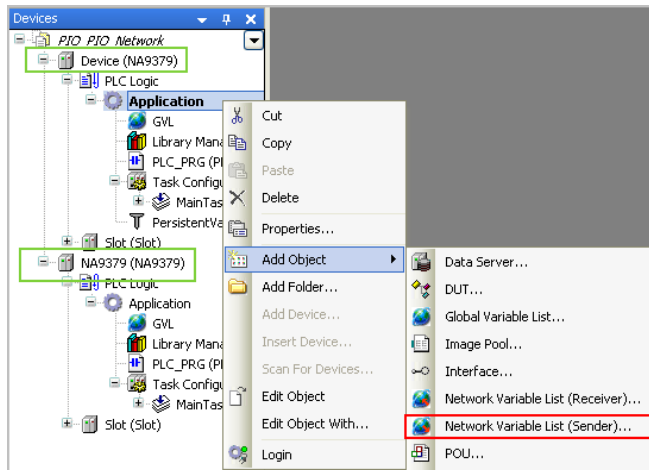 Devices
PIO PIO Network
Device (NA9379)
PLC Logic
Application
GVL
Library Mana
PLC_PRG (P
Task Configu
MainTas
PersistentVa
Slot (Slot)
NA9379 (NA9379)
PLC Logic
Application
GVL
Library Mana
PLC_PRG (P
Task Configu
MainTas
Slot (Slot)
Cut
Copy
Paste
Delete
Properties...
Add Object
Add Folder...
Add Device...
Insert Device...
Scan For Devices...
Edit Object
Edit Object With...
Login
Data Server...
DUT...
Global Variable List...
Image Pool...
Interface...
Network Variable List (Receiver)...
Network Variable List (Sender)...
POU...